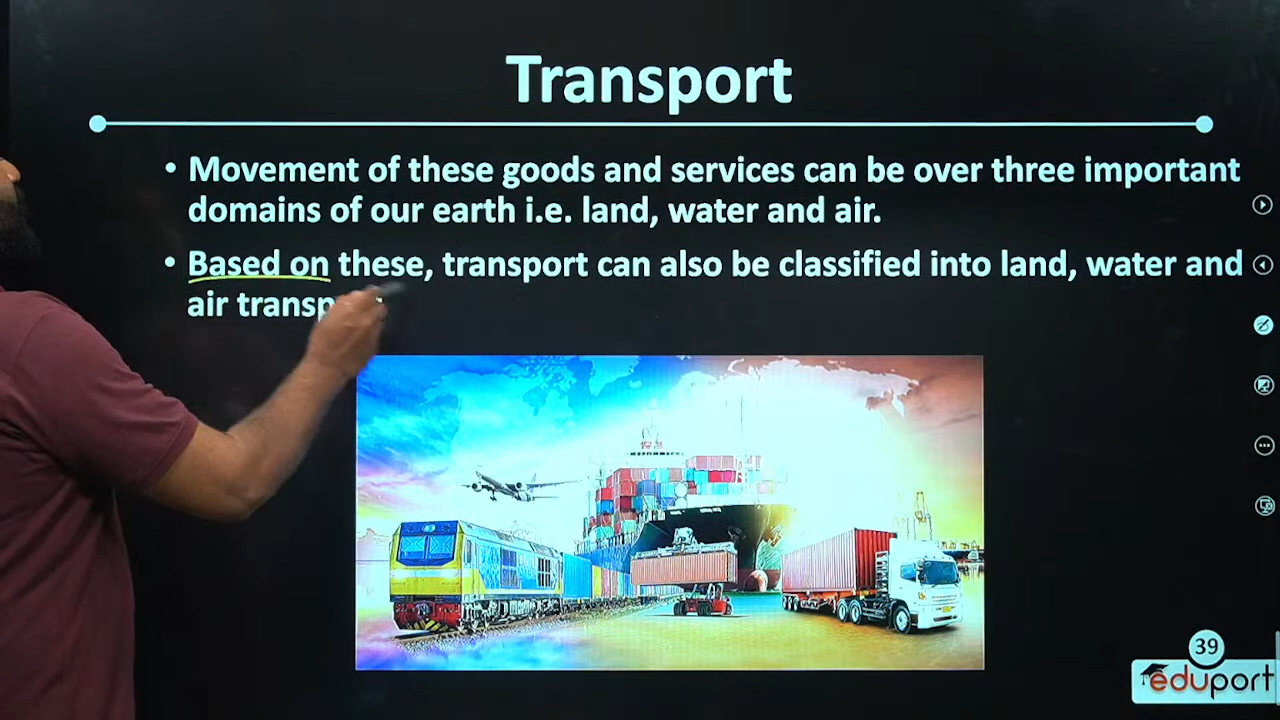 Transport
• Movement of these goods and services can be over three important
domains of our earth i.e. land, water and air.
• Based on these, transport can also be classified into land, water and
air transp
39
eduport